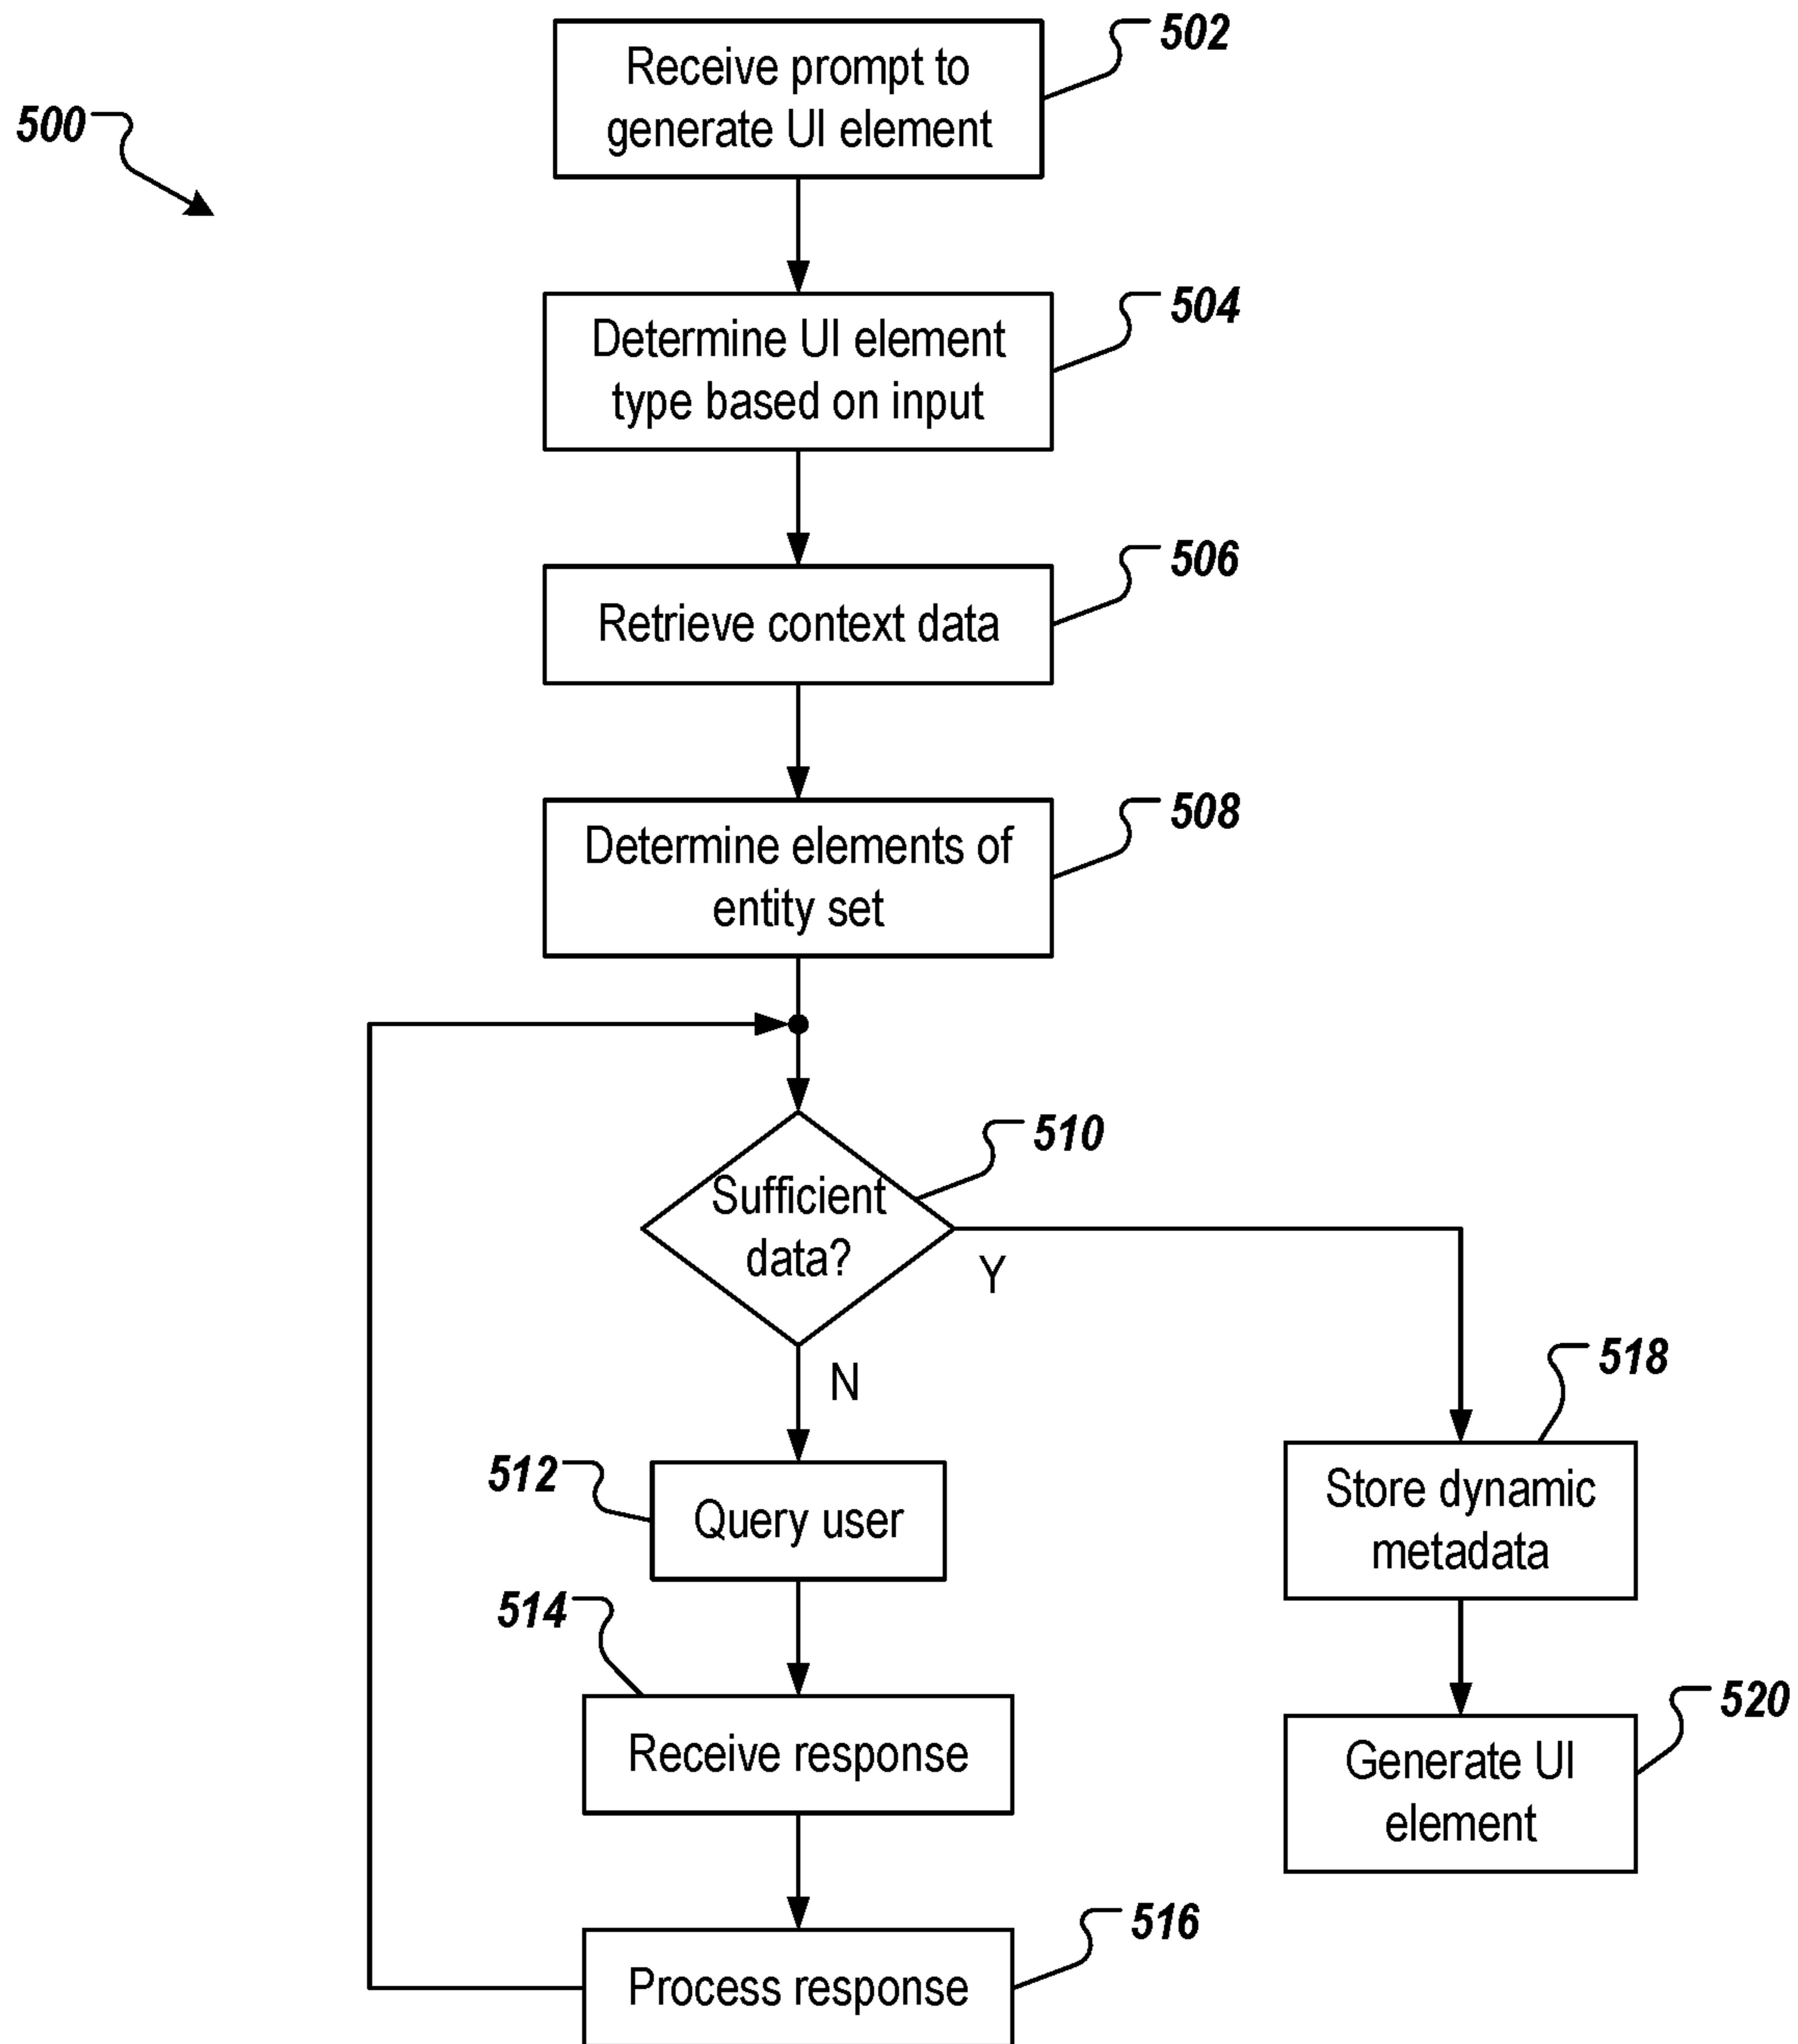 502
Receive prompt to
generate UI element
500
504
Determine UI element
type based on input
506
Retrieve context data
508
Determine elements of
entity set
510
Sufficient
data?
Y
N
518
512
Query user
Store dynamic
metadata
514
Receive response
520
Generate UI
element
516
Process response